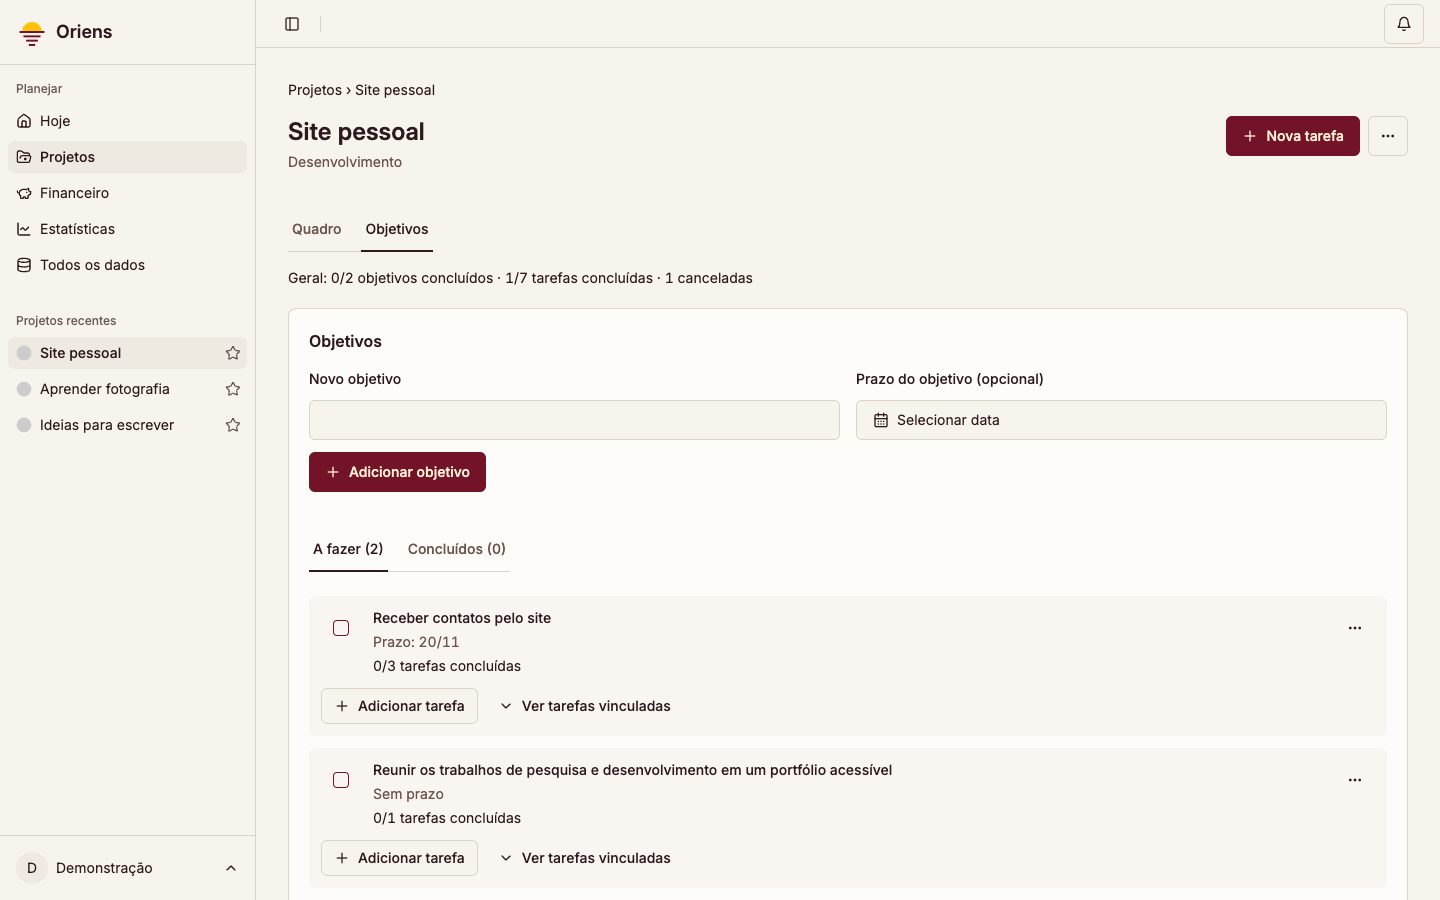 Oriens
Planejar
Hoje
Projetos
Financeiro
Estatísticas
Todos os dados
Projetos recentes
Site pessoal
Aprender fotografia
Ideias para escrever
D Demonstração
Projetos › Site pessoal
Site pessoal
Desenvolvimento
Nova tarefa
Quadro Objetivos
Geral: 0/2 objetivos concluídos · 1/7 tarefas concluídas · 1 canceladas
Objetivos
Novo objetivo
Prazo do objetivo (opcional)
Selecionar data
Adicionar objetivo
A fazer (2) Concluídos (0)
Receber contatos pelo site
Prazo: 20/11
0/3 tarefas concluídas
Adicionar tarefa Ver tarefas vinculadas
Reunir os trabalhos de pesquisa e desenvolvimento em um portfólio acessível
Sem prazo
0/1 tarefas concluídas
Adicionar tarefa Ver tarefas vinculadas